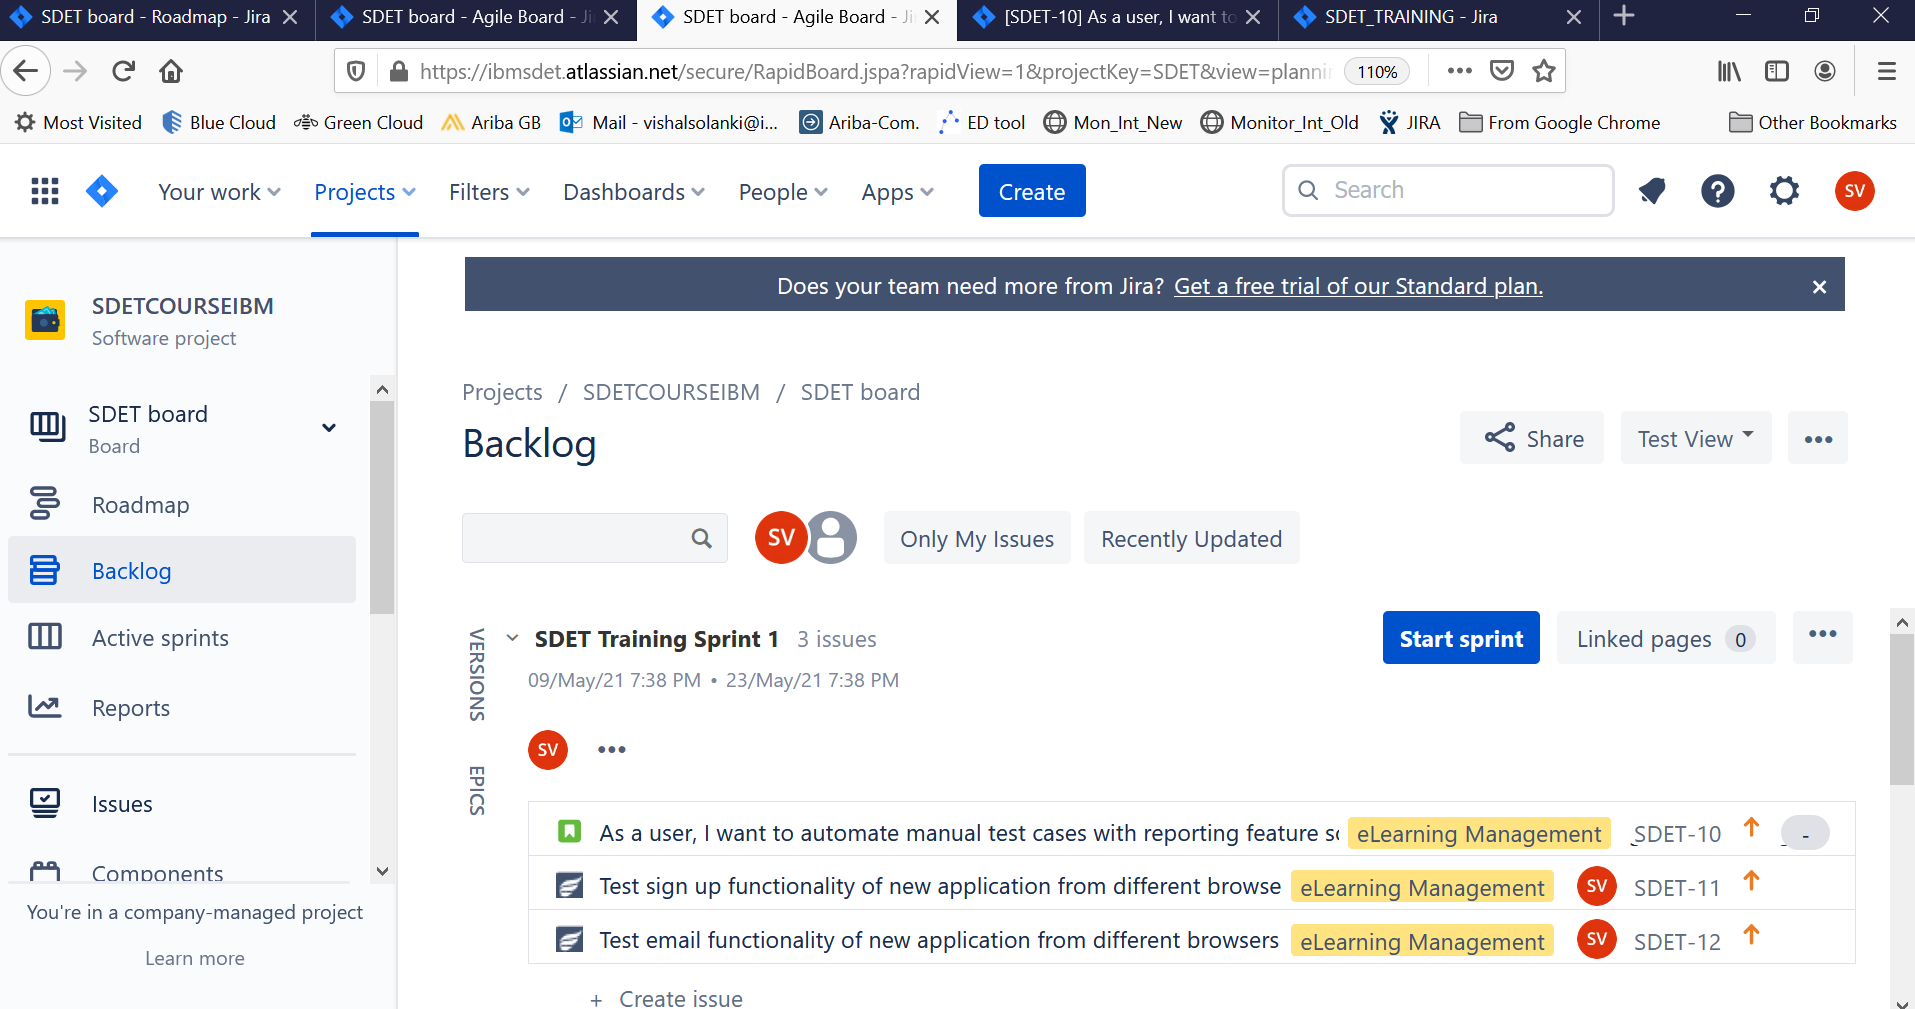 SDET board - Roadmap - Jira
SDET board - Agile Board - Ji
SDET board - Agile Board - Ji
[SDET-10] As a user, I want to
SDET_TRAINING - Jira
https://ibmsdet.atlassian.net/secure/RapidBoard.jspa?rapidView=1&projectKey=SDET&view=plannin
110%
Most Visited
Blue Cloud
Green Cloud
Ariba GB
Mail - vishalsolanki@i...
Ariba-Com.
ED tool
Mon_Int_New
Monitor_Int_Old
JIRA
From Google Chrome
Other Bookmarks
Your work
Projects
Filters
Dashboards
People
Apps
Create
Search
SV
Does your team need more from Jira? Get a free trial of our Standard plan.
SDETCOURSEIBM
Software project
SDET board
Board
Roadmap
Backlog
Active sprints
Reports
Issues
Components
You're in a company-managed project
Learn more
Projects / SDETCOURSEIBM / SDET board
Backlog
Share
Test View
SV
Only My Issues
Recently Updated
VERSIONS
EPICS
SDET Training Sprint 1 3 issues
Start sprint
Linked pages 0
09/May/21 7:38 PM • 23/May/21 7:38 PM
SV
As a user, I want to automate manual test cases with reporting feature so eLearning Management SDET-10 -
Test sign up functionality of new application from different browse eLearning Management SV SDET-11
Test email functionality of new application from different browsers eLearning Management SV SDET-12
+ Create issue